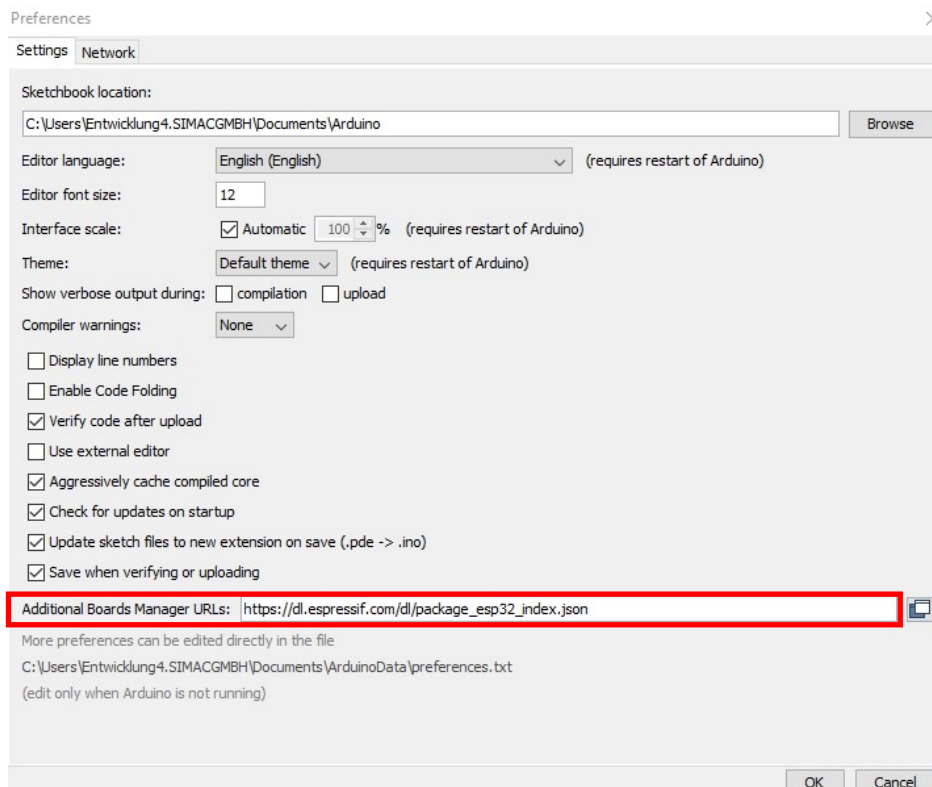 Preferences
Settings Network
Sketchbook location:
C:\Users\Entwicklung4.SIMACGMBH\Documents\Arduino Browse
Editor language: English (English) (requires restart of Arduino)
Editor font size: 12
Interface scale: Automatic 100 % (requires restart of Arduino)
Theme: Default theme (requires restart of Arduino)
Show verbose output during: compilation upload
Compiler warnings: None
Display line numbers
Enable Code Folding
Verify code after upload
Use external editor
Aggressively cache compiled core
Check for updates on startup
Update sketch files to new extension on save (.pde -> .ino)
Save when verifying or uploading
Additional Boards Manager URLs: https://dl.espressif.com/dl/package_esp32_index.json
More preferences can be edited directly in the file
C:\Users\Entwicklung4.SIMACGMBH\Documents\ArduinoData\preferences.txt
(edit only when Arduino is not running)
OK Cancel